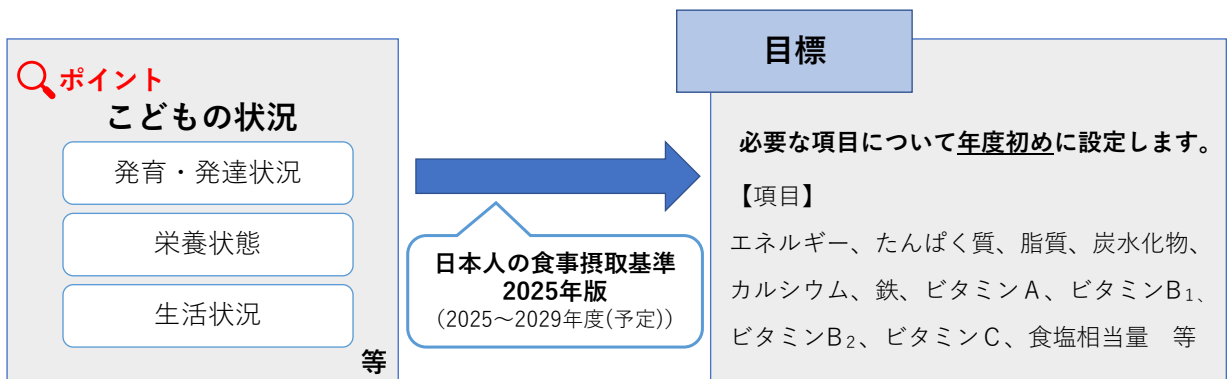 ポイント
こどもの状況
発育・発達状況
栄養状態
生活状況
等
日本人の食事摂取基準
2025年版
(2025～2029年度(予定))
目標
必要な項目について年度初めに設定します。
【項目】
エネルギー、たんぱく質、脂質、炭水化物、
カルシウム、鉄、ビタミンA、ビタミンB₁、
ビタミンB₂、ビタミンC、食塩相当量　等